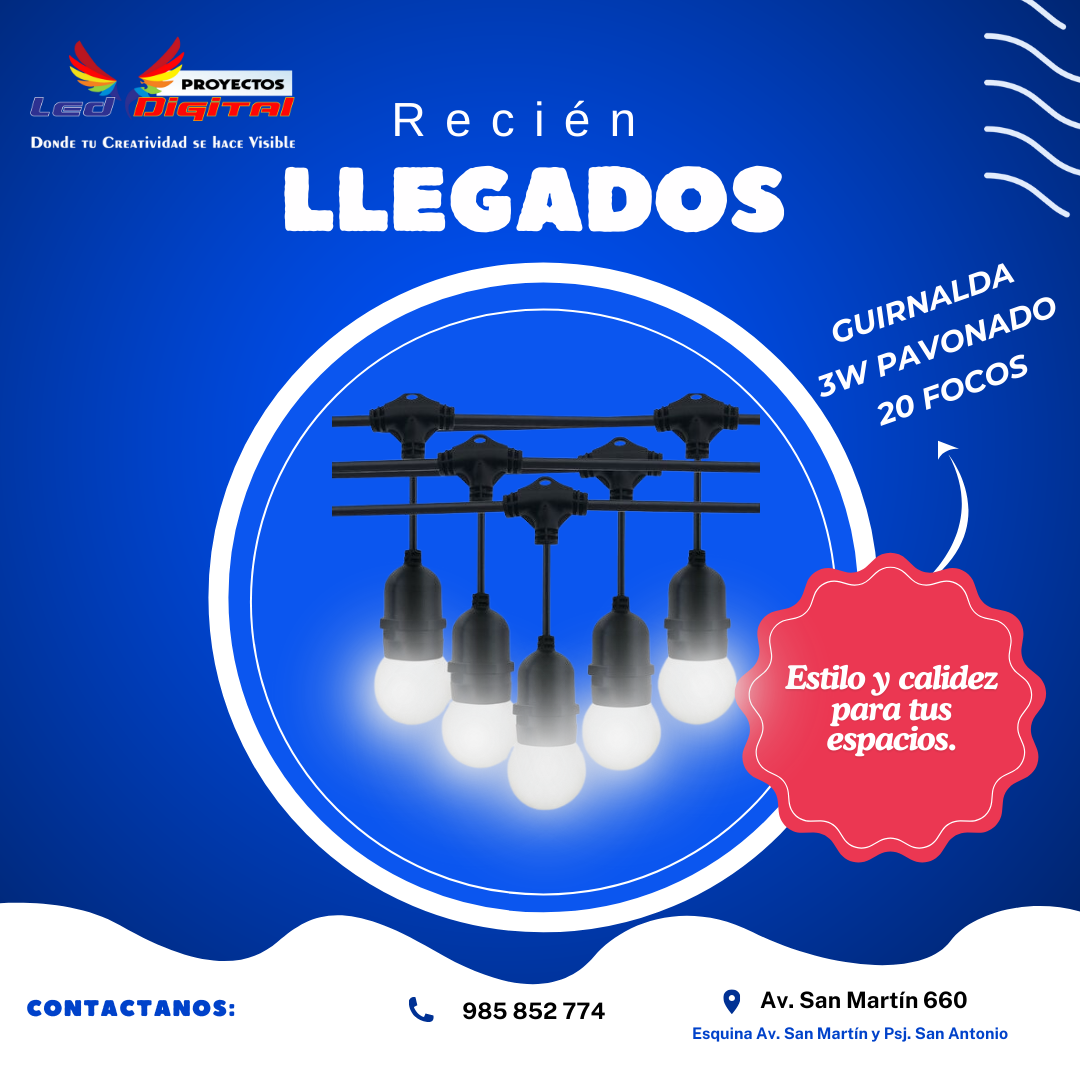 PROYECTOS
Led Digital
Donde tu Creatividad se hace Visible
Recién
LLEGADOS
GUIRNALDA
3W PAVONADO
20 FOCOS
Estilo y calidez
para tus
espacios.
CONTACTANOS:
985 852 774
Av. San Martín 660
Esquina Av. San Martín y Psj. San Antonio